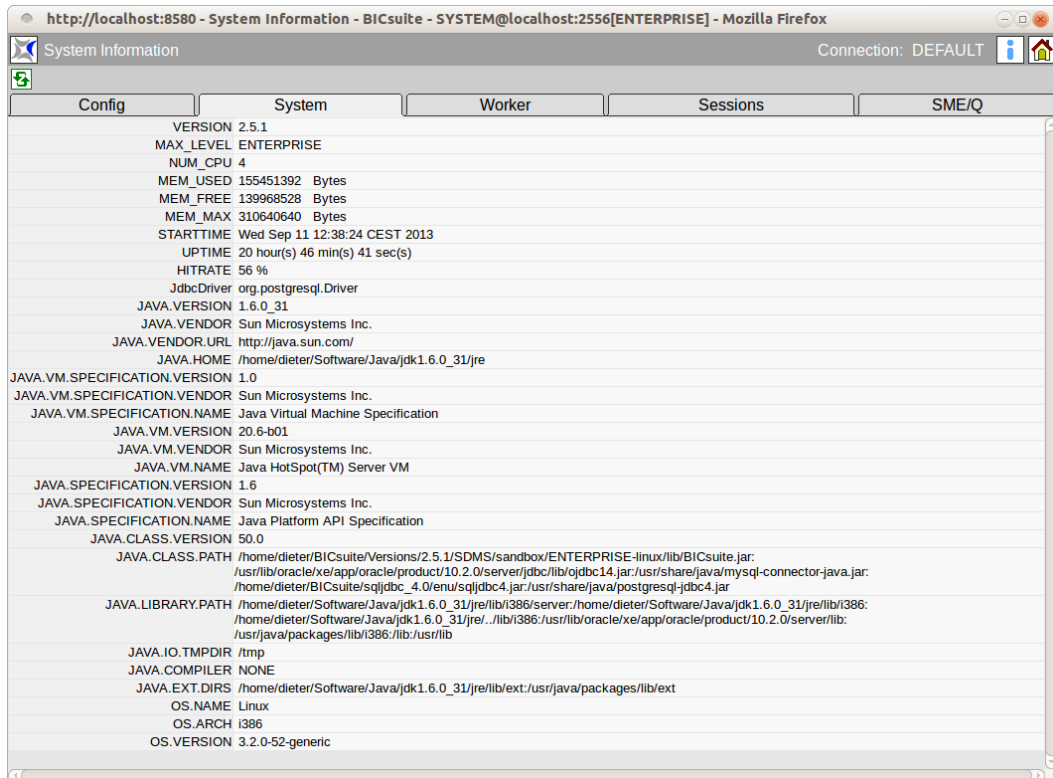 http://localhost:8580 - System Information - BICsuite - SYSTEM@localhost:2556[ENTERPRISE] - Mozilla Firefox
System Information Connection: DEFAULT
Config System Worker Sessions SME/Q
VERSION 2.5.1
MAX_LEVEL ENTERPRISE
NUM_CPU 4
MEM_USED 155451392 Bytes
MEM_FREE 139968528 Bytes
MEM_MAX 310640640 Bytes
STARTTIME Wed Sep 11 12:38:24 CEST 2013
UPTIME 20 hour(s) 46 min(s) 41 sec(s)
HITRATE 56 %
JdbcDriver org.postgresql.Driver
JAVA.VERSION 1.6.0_31
JAVA.VENDOR Sun Microsystems Inc.
JAVA.VENDOR.URL http://java.sun.com/
JAVA.HOME /home/dieter/Software/Java/jdk1.6.0_31/jre
JAVA.VM.SPECIFICATION.VERSION 1.0
JAVA.VM.SPECIFICATION.VENDOR Sun Microsystems Inc.
JAVA.VM.SPECIFICATION.NAME Java Virtual Machine Specification
JAVA.VM.VERSION 20.6-b01
JAVA.VM.VENDOR Sun Microsystems Inc.
JAVA.VM.NAME Java HotSpot(TM) Server VM
JAVA.SPECIFICATION.VERSION 1.6
JAVA.SPECIFICATION.VENDOR Sun Microsystems Inc.
JAVA.SPECIFICATION.NAME Java Platform API Specification
JAVA.CLASS.VERSION 50.0
JAVA.CLASS.PATH /home/dieter/BICsuite/Versions/2.5.1/SDMS/sandbox/ENTERPRISE-linux/lib/BICsuite.jar:
/usr/lib/oracle/xe/app/oracle/product/10.2.0/server/jdbc/lib/ojdbc14.jar:/usr/share/java/mysql-connector-java.jar:
/home/dieter/BICsuite/sqljdbc_4.0/enu/sqljdbc4.jar:/usr/share/java/postgresql-jdbc4.jar
JAVA.LIBRARY.PATH /home/dieter/Software/Java/jdk1.6.0_31/jre/lib/i386/server:/home/dieter/Software/Java/jdk1.6.0_31/jre/lib/i386:
/home/dieter/Software/Java/jdk1.6.0_31/jre/../lib/i386:/usr/lib/oracle/xe/app/oracle/product/10.2.0/server/lib:
/usr/java/packages/lib/i386:/lib:/usr/lib
JAVA.IO.TMPDIR /tmp
JAVA.COMPILER NONE
JAVA.EXT.DIRS /home/dieter/Software/Java/jdk1.6.0_31/jre/lib/ext:/usr/java/packages/lib/ext
OS.NAME Linux
OS.ARCH i386
OS.VERSION 3.2.0-52-generic